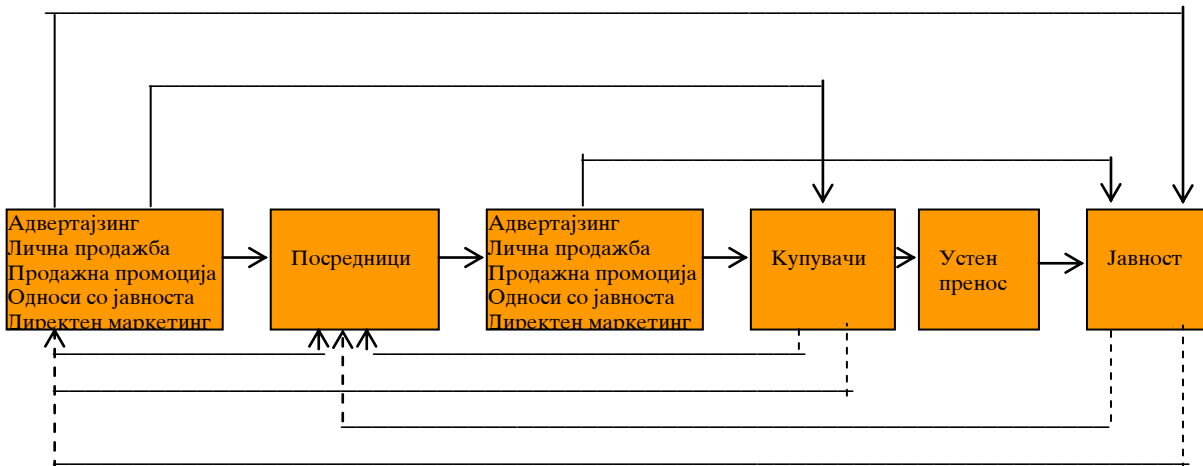 Адвертајзинг
Лична продажба
Продажна промоција
Односи со јавноста
Директен маркетинг
Посредници
Адвертајзинг
Лична продажба
Продажна промоција
Односи со јавноста
Директен маркетинг
Купувачи
Устен
пренос
Јавност